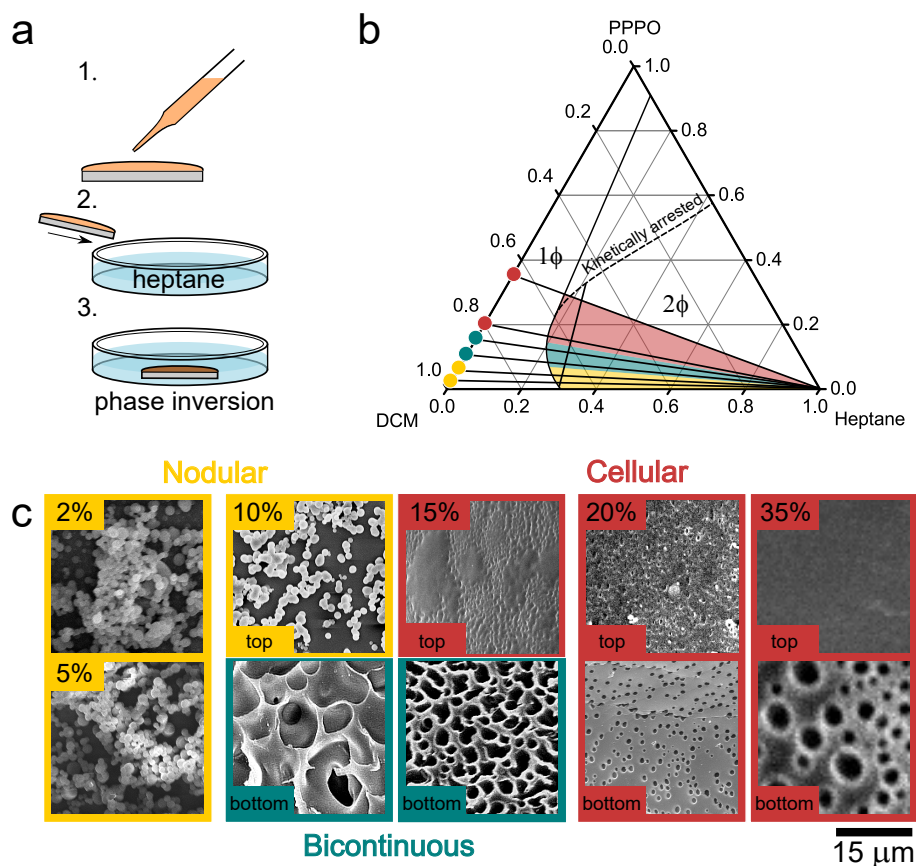 a
1.
2.
heptane
3.
phase inversion
b
PPPO
0.0
1.0
0.2
0.8
0.4
0.6
Kinetically arrested
0.6
1ϕ
0.4
2ϕ
0.8
0.2
1.0
0.0
0.0
0.2
0.4
0.6
0.8
1.0
DCM
Heptane
Nodular
Cellular
c
2%
10%
15%
20%
35%
top
top
top
top
5%
bottom
bottom
bottom
bottom
Bicontinuous
15 μm